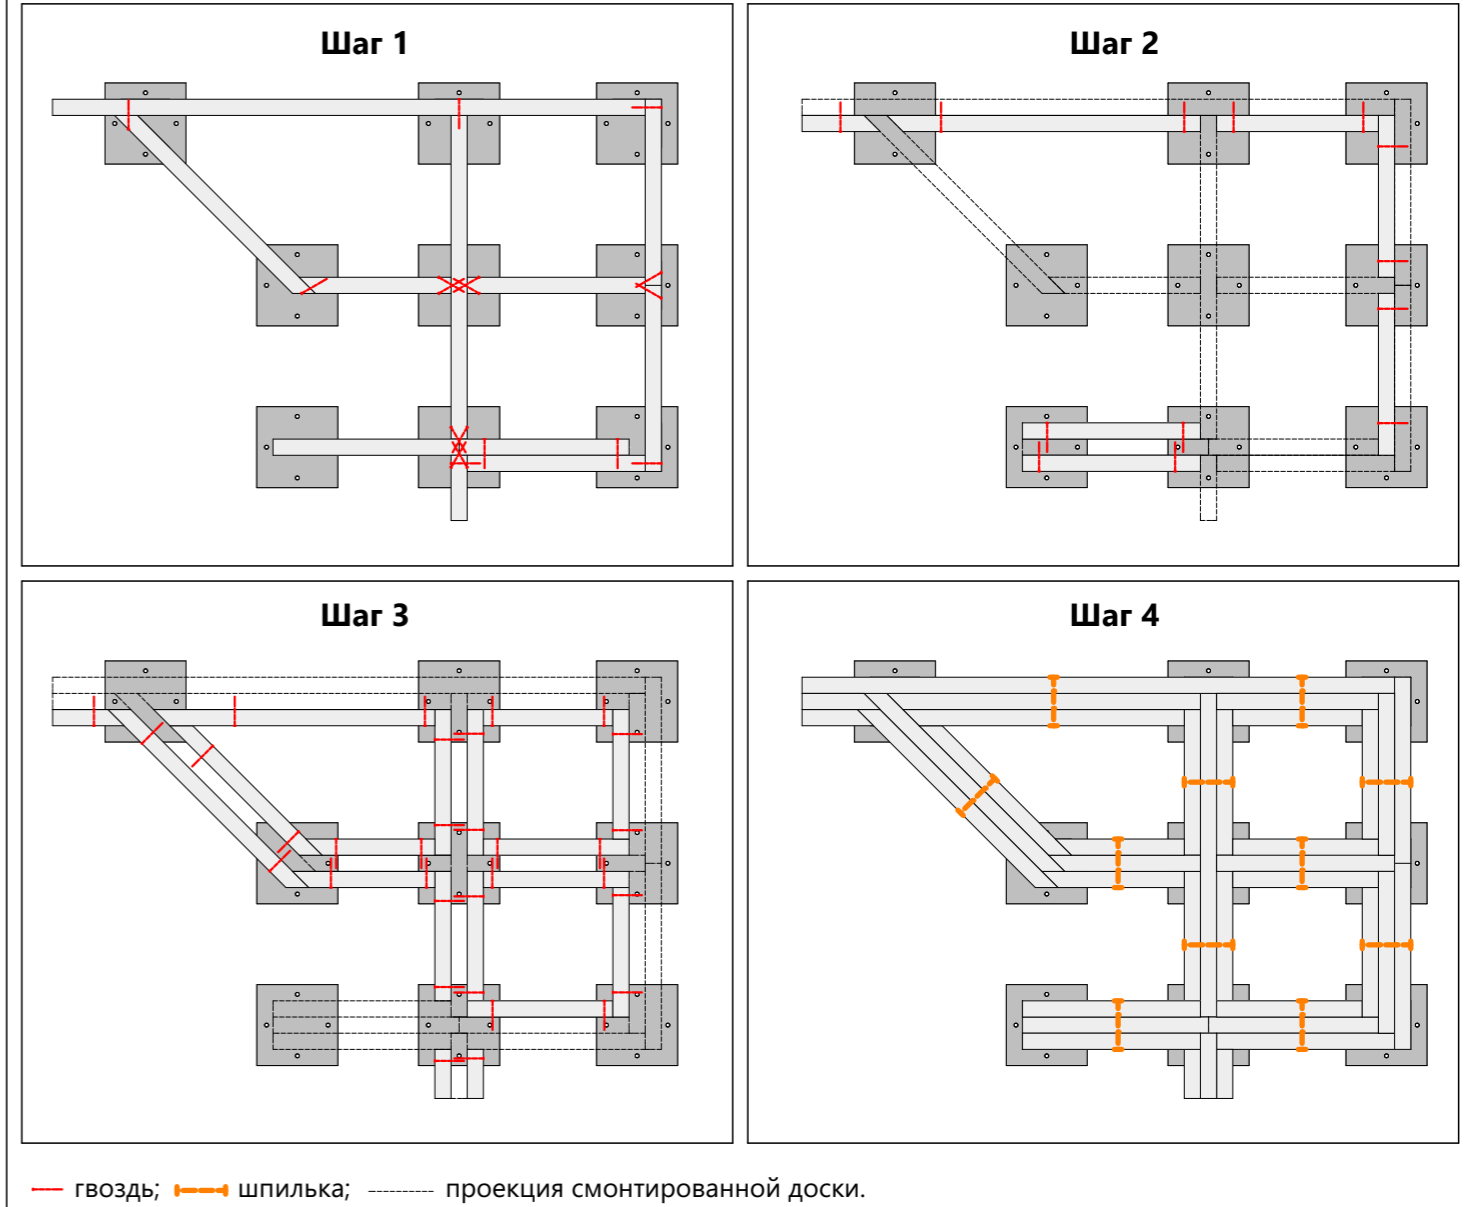 Шаг 1
Шаг 2
Шаг 3
Шаг 4
гвоздь; шпилька; проекция смонтированной доски.